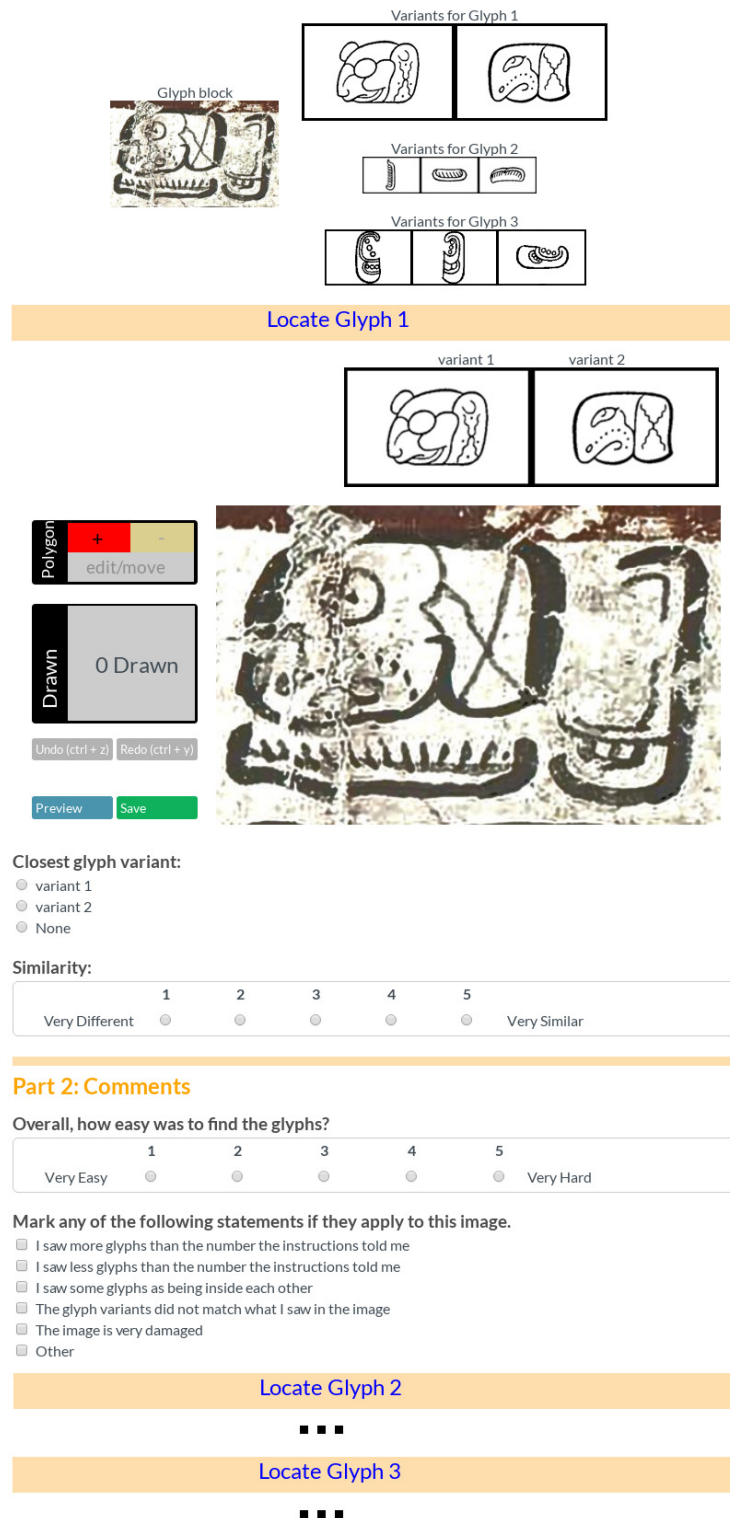 Variants for Glyph 1
Glyph block
Variants for Glyph 2
Variants for Glyph 3
Locate Glyph 1
variant 1 variant 2
Polygon + -
edit/move
Drawn 0 Drawn
Undo (ctrl + z) Redo (ctrl + y)
Preview Save
Closest glyph variant:
variant 1
variant 2
None
Similarity:
1 2 3 4 5
Very Different Very Similar
Part 2: Comments
Overall, how easy was to find the glyphs?
1 2 3 4 5
Very Easy Very Hard
Mark any of the following statements if they apply to this image.
I saw more glyphs than the number the instructions told me
I saw less glyphs than the number the instructions told me
I saw some glyphs as being inside each other
The glyph variants did not match what I saw in the image
The image is very damaged
Other
Locate Glyph 2
...
Locate Glyph 3
...